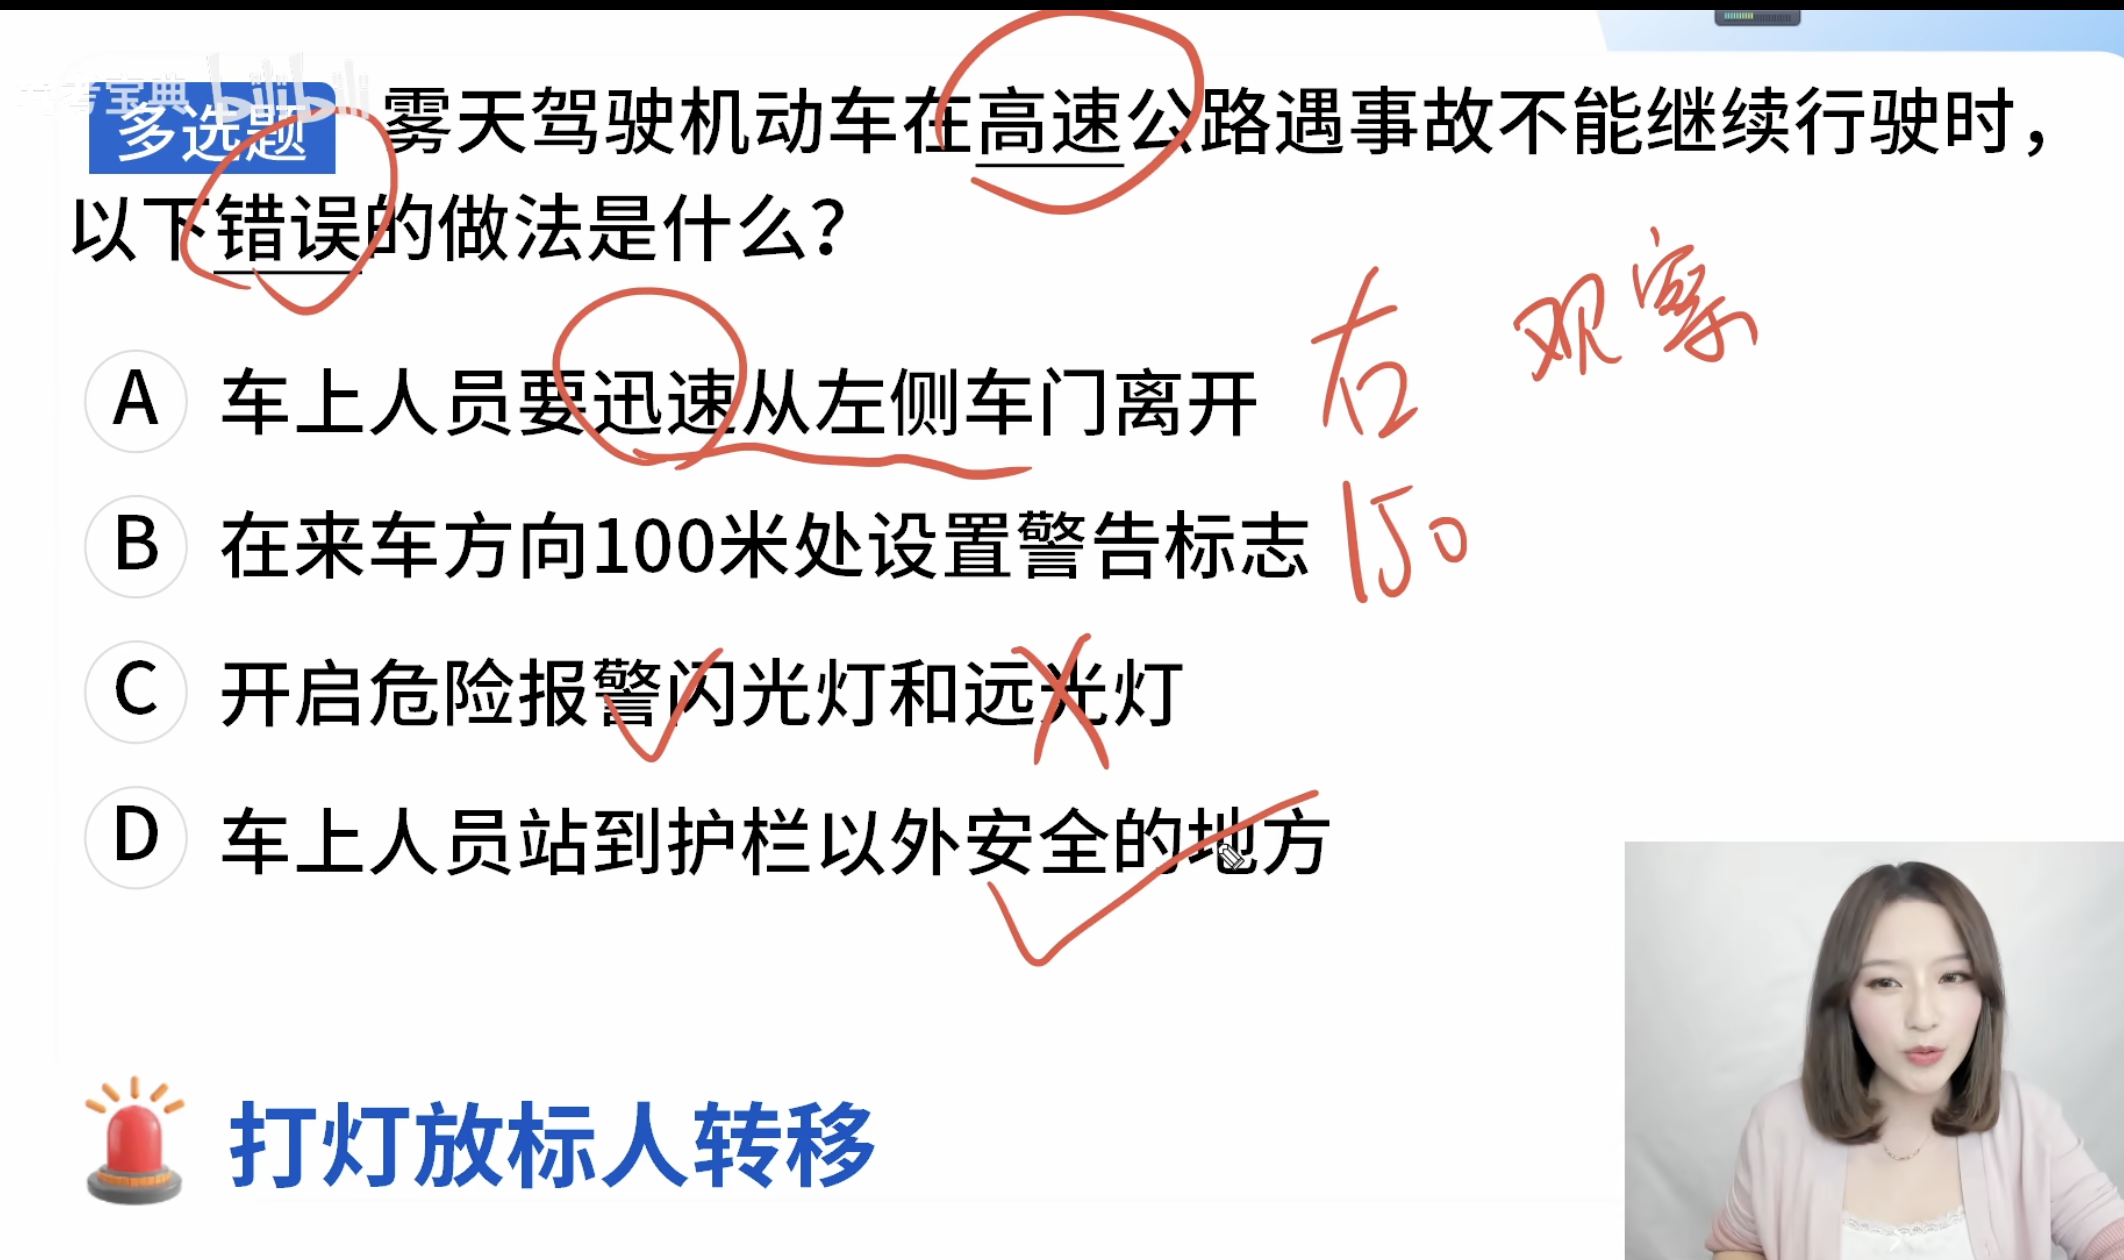 多选题 雾天驾驶机动车在高速公路遇事故不能继续行驶时，
以下错误的做法是什么？
右 观察
A 车上人员要迅速从左侧车门离开
B 在来车方向100米处设置警告标志 150
C 开启危险报警闪光灯和远光灯
D 车上人员站到护栏以外安全的地方
打灯放标人转移